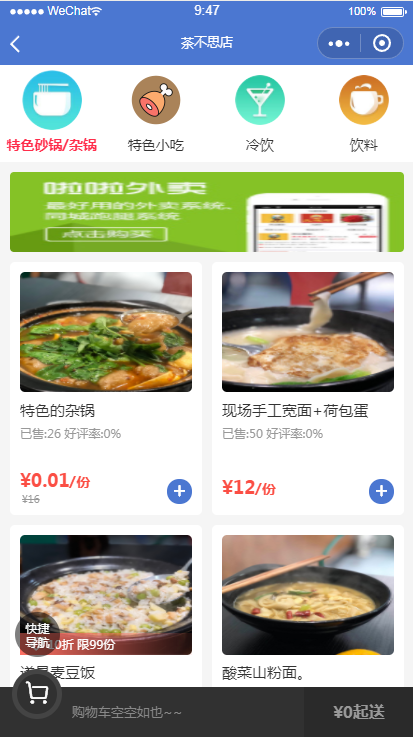 WeChat 9:47 100%
茶不思店
特色砂锅/杂锅 特色小吃 冷饮 饮料
啦啦外卖
最好用的外卖系统、
同城跑腿系统
点击购买
特色的杂锅 现场手工宽面+荷包蛋
已售:26 好评率:0% 已售:50 好评率:0%
¥0.01/份 ¥12/份
¥16
快捷
导航
10折 限99份
道是麦豆饭 酸菜山粉面。
购物车空空如也~~ ¥0起送